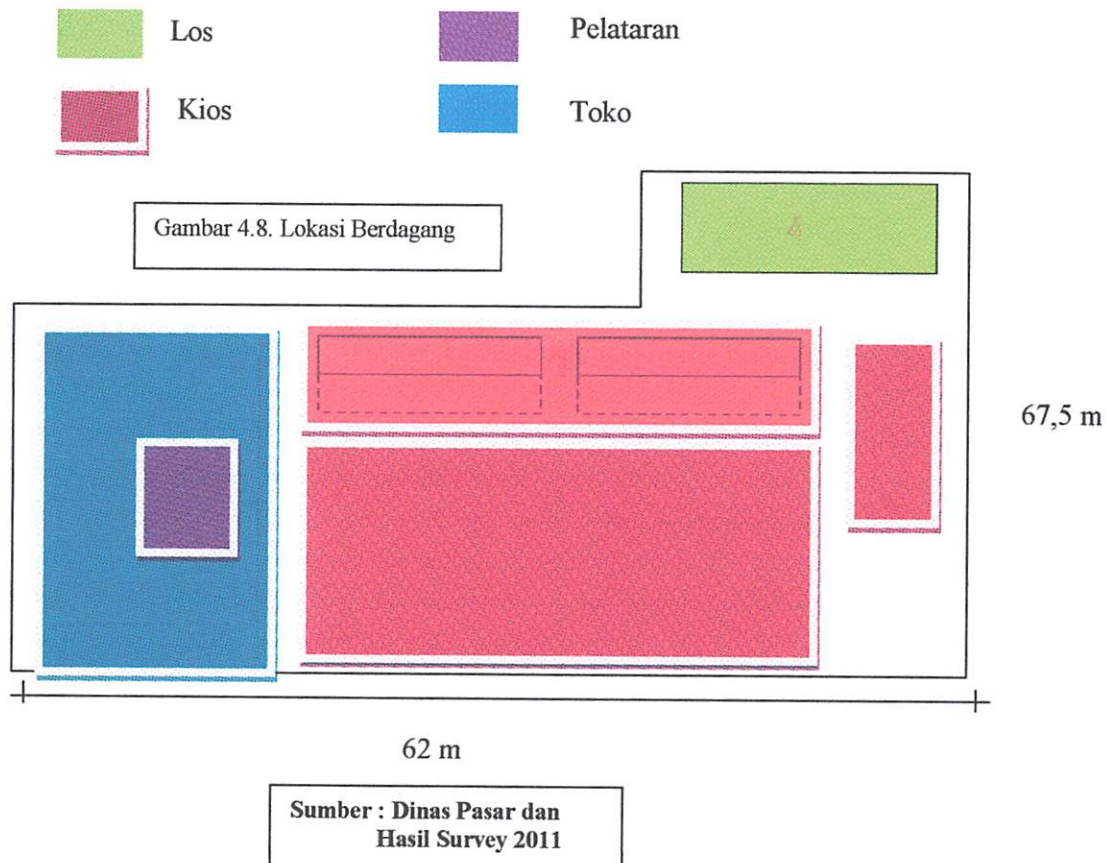 Los
Pelataran
Kios
Toko
Gambar 4.8. Lokasi Berdagang
4
67,5 m
62 m
Sumber : Dinas Pasar dan
Hasil Survey 2011